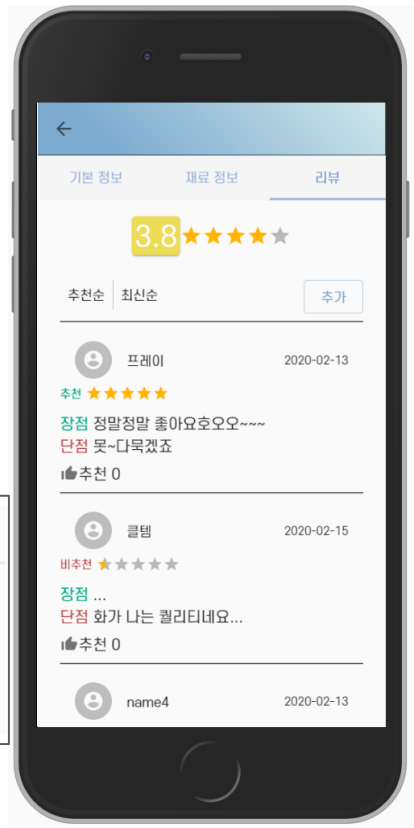 기본 정보 재료 정보 리뷰
3.8
추천순 최신순 추가
프레이 2020-02-13
추천
장점 정말정말 좋아요호오오~~~
단점 못~다묵겠죠
추천 0
클템 2020-02-15
비추천
장점 ...
단점 화가 나는 퀄리티네요...
추천 0
name4 2020-02-13